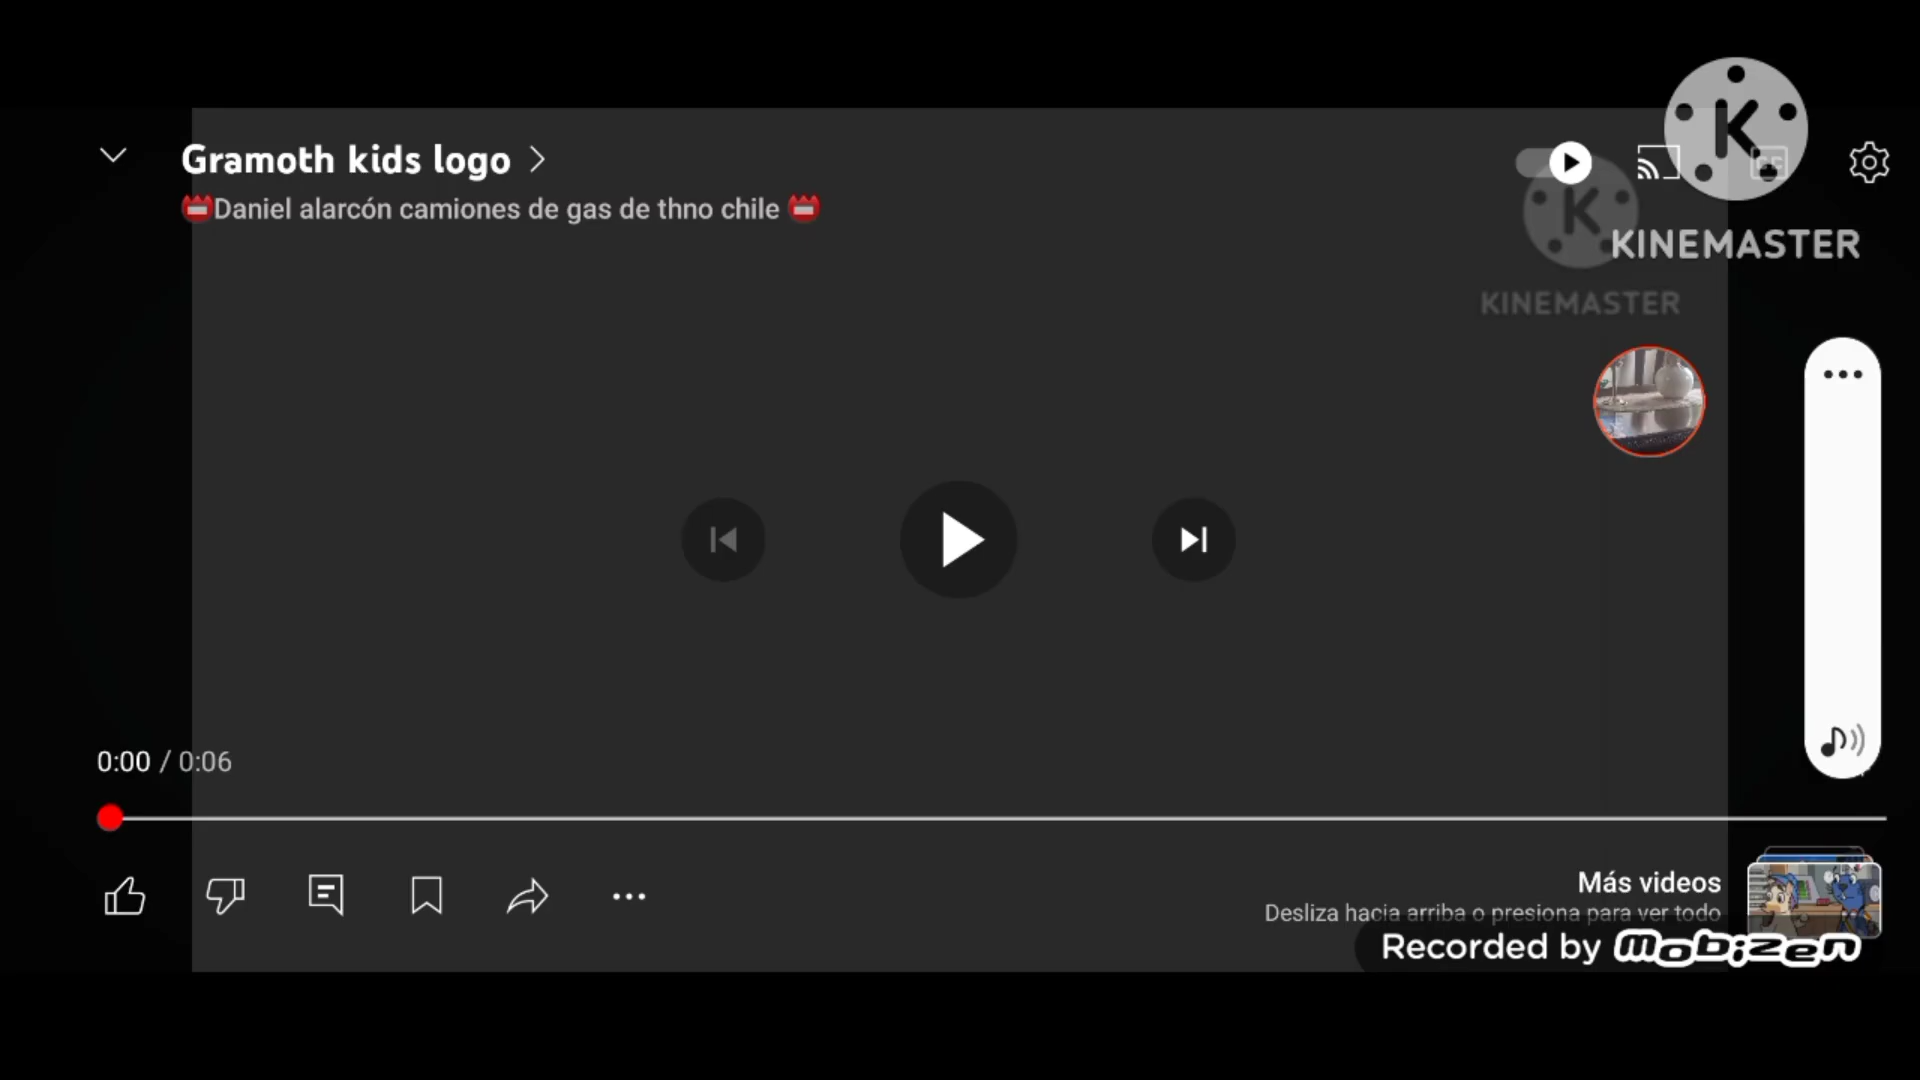 Gramoth kids logo
📛Daniel alarcón camiones de gas de thno chile 📛
KINEMASTER
KINEMASTER
0:00 / 0:06
Más videos
Desliza hacia arriba o presiona para ver todo
Recorded by mobizen